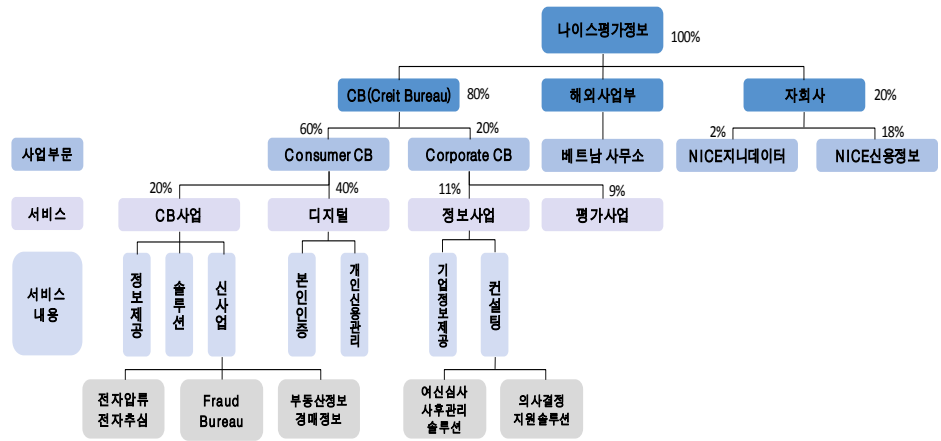 나이스평가정보
100%
CB(Creit Bureau)
80%
해외사업부
자회사
20%
60%
20%
2%
18%
사업부문
Consumer CB
Corporate CB
베트남 사무소
NICE지니데이터
NICE신용정보
20%
40%
11%
9%
서비스
CB사업
디지털
정보사업
평가사업
서비스
내용
정보제공
솔루션
신사업
본인인증
개인신용관리
기업정보제공
컨설팅
전자압류
전자추심
Fraud
Bureau
부동산정보
경매정보
여신심사
사후관리
솔루션
의사결정
지원솔루션